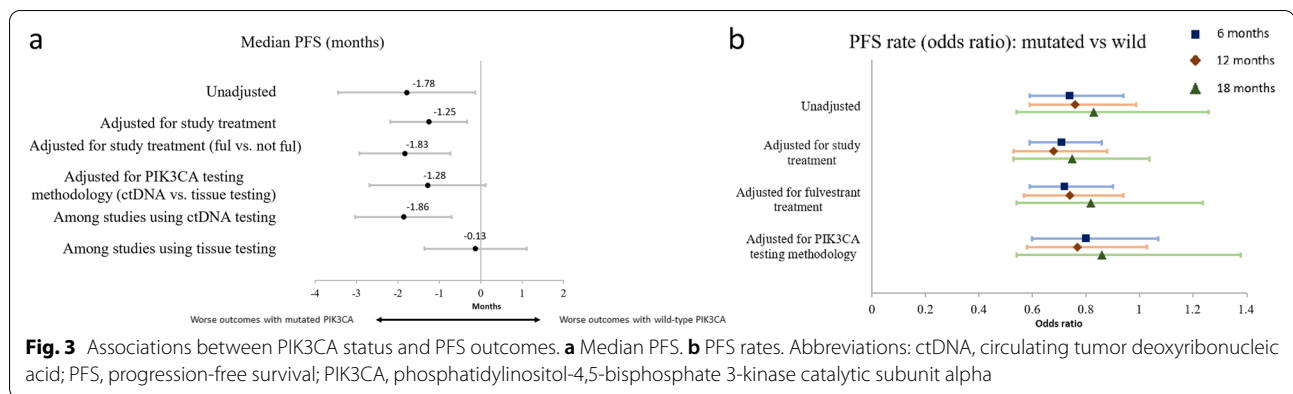 a
Median PFS (months)
Unadjusted
-1.78
Adjusted for study treatment
-1.25
Adjusted for study treatment (ful vs. not ful)
-1.83
Adjusted for PIK3CA testing
methodology (ctDNA vs. tissue testing)
-1.28
Among studies using ctDNA testing
-1.86
Among studies using tissue testing
-0.13
-4 -3 -2 -1 0 1 2
Months
Worse outcomes with mutated PIK3CA
Worse outcomes with wild-type PIK3CA
b
PFS rate (odds ratio): mutated vs wild
6 months
12 months
18 months
Unadjusted
Adjusted for study
treatment
Adjusted for fulvestrant
treatment
Adjusted for PIK3CA
testing methodology
0 0.2 0.4 0.6 0.8 1 1.2 1.4
Odds ratio
Fig. 3 Associations between PIK3CA status and PFS outcomes. a Median PFS. b PFS rates. Abbreviations: ctDNA, circulating tumor deoxyribonucleic
acid; PFS, progression-free survival; PIK3CA, phosphatidylinositol-4,5-bisphosphate 3-kinase catalytic subunit alpha